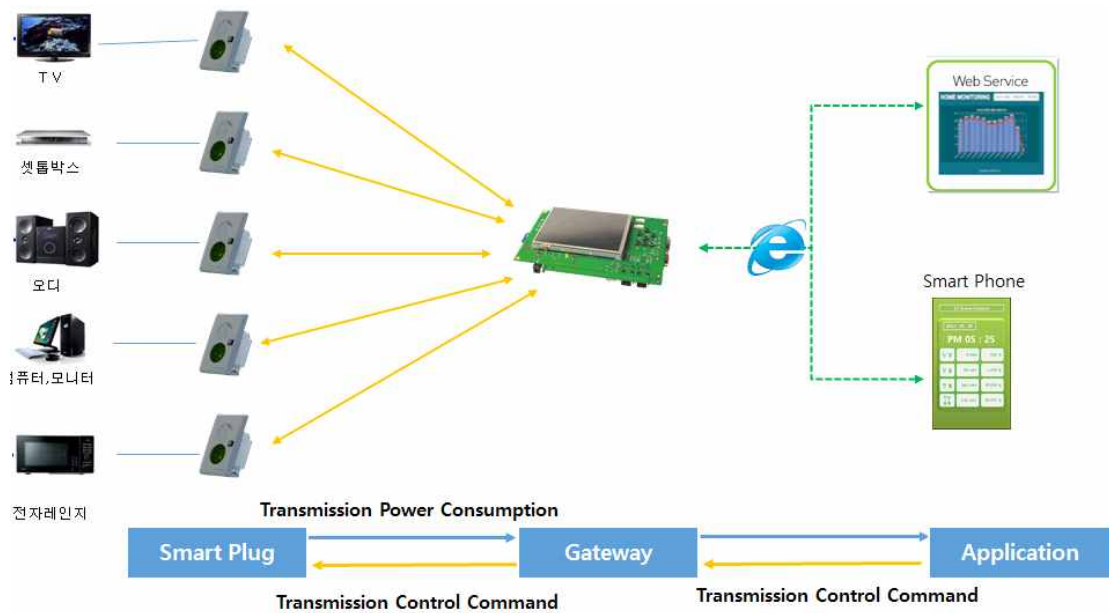 TV
셋톱박스
오디
퓨터,모니터
전자레인지
Web Service
HOME MONITORING
Smart Phone
PM 05 : 25
Transmission Power Consumption
Smart Plug
Gateway
Application
Transmission Control Command
Transmission Control Command